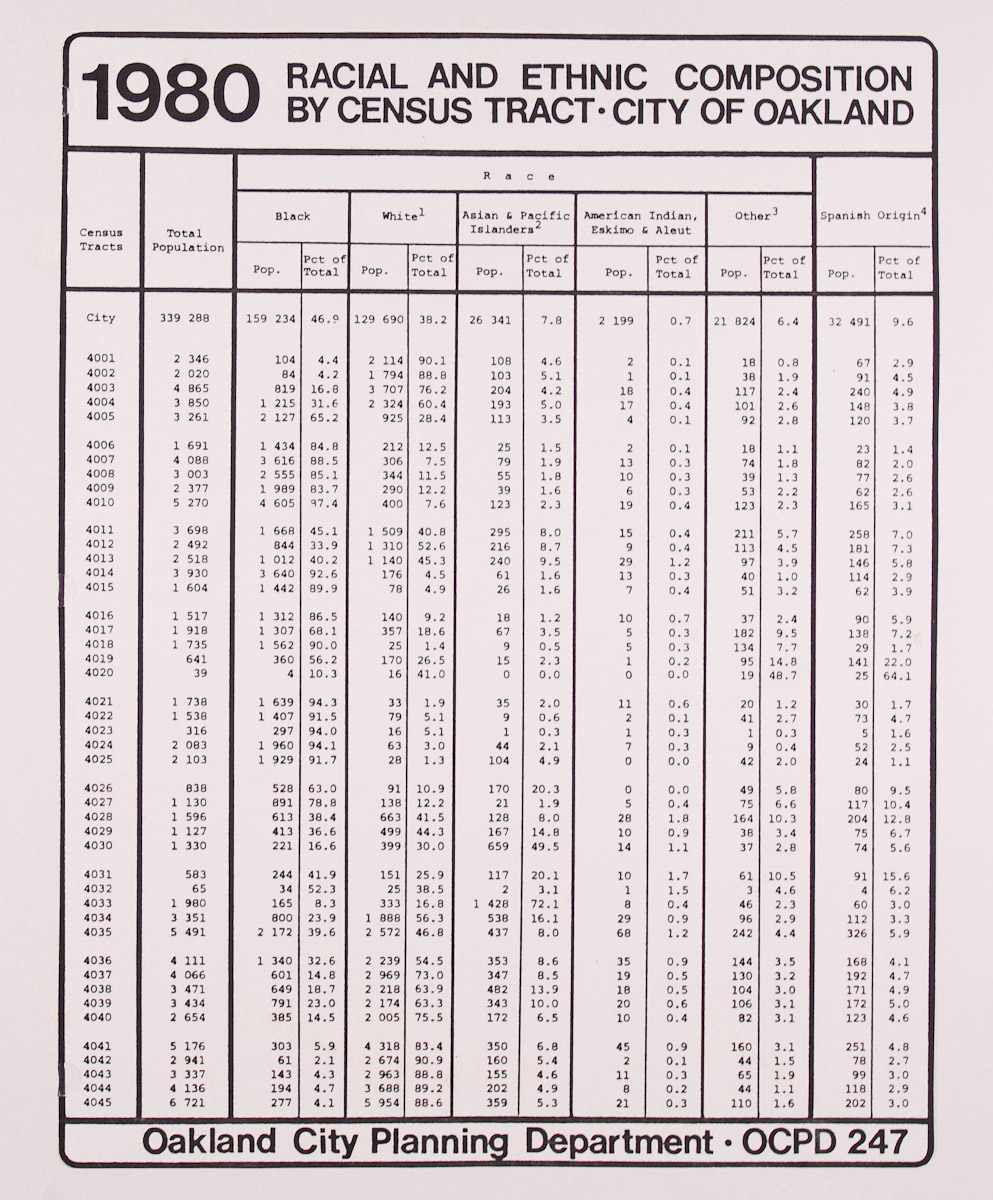 1980 RACIAL AND ETHNIC COMPOSITION
BY CENSUS TRACT · CITY OF OAKLAND
Race
Census Tracts Total Population Black White1 Asian & Pacific Islanders2 American Indian, Eskimo & Aleut Other3 Spanish Origin4
Pop. Pct of Total Pop. Pct of Total Pop. Pct of Total Pop. Pct of Total Pop. Pct of Total Pop. Pct of Total
City 339 288 159 234 46.9 129 690 38.2 26 341 7.8 2 199 0.7 21 824 6.4 32 491 9.6
4001 2 346 104 4.4 2 114 90.1 108 4.6 2 0.1 18 0.8 67 2.9
4002 2 020 84 4.2 1 794 88.8 103 5.1 1 0.1 38 1.9 91 4.5
4003 4 865 819 16.8 3 707 76.2 204 4.2 18 0.4 117 2.4 240 4.9
4004 3 850 1 215 31.6 2 324 60.4 193 5.0 17 0.4 101 2.6 148 3.8
4005 3 261 2 127 65.2 925 28.4 113 3.5 4 0.1 92 2.8 120 3.7
4006 1 691 1 434 84.8 212 12.5 25 1.5 2 0.1 18 1.1 23 1.4
4007 4 088 3 616 88.5 306 7.5 79 1.9 13 0.3 74 1.8 82 2.0
4008 3 003 2 555 85.1 344 11.5 55 1.8 10 0.3 39 1.3 77 2.6
4009 2 377 1 989 83.7 290 12.2 39 1.6 6 0.3 53 2.2 62 2.6
4010 5 270 4 605 87.4 400 7.6 123 2.3 19 0.4 123 2.3 165 3.1
4011 3 698 1 668 45.1 1 509 40.8 295 8.0 15 0.4 211 5.7 258 7.0
4012 2 492 844 33.9 1 310 52.6 216 8.7 9 0.4 113 4.5 181 7.3
4013 2 518 1 012 40.2 1 140 45.3 240 9.5 29 1.2 97 3.9 146 5.8
4014 3 930 3 640 92.6 176 4.5 61 1.6 13 0.3 40 1.0 114 2.9
4015 1 604 1 442 89.9 78 4.9 26 1.6 7 0.4 51 3.2 62 3.9
4016 1 517 1 312 86.5 140 9.2 18 1.2 10 0.7 37 2.4 90 5.9
4017 1 918 1 307 68.1 357 18.6 67 3.5 5 0.3 182 9.5 138 7.2
4018 1 735 1 562 90.0 25 1.4 9 0.5 5 0.3 134 7.7 29 1.7
4019 641 360 56.2 170 26.5 15 2.3 1 0.2 95 14.8 141 22.0
4020 39 4 10.3 16 41.0 0 0.0 0 0.0 19 48.7 25 64.1
4021 1 738 1 639 94.3 33 1.9 35 2.0 11 0.6 20 1.2 30 1.7
4022 1 538 1 407 91.5 79 5.1 9 0.6 2 0.1 41 2.7 73 4.7
4023 316 297 94.0 16 5.1 1 0.3 1 0.3 1 0.3 5 1.6
4024 2 083 1 960 94.1 63 3.0 44 2.1 7 0.3 9 0.4 52 2.5
4025 2 103 1 929 91.7 28 1.3 104 4.9 0 0.0 42 2.0 24 1.1
4026 838 528 63.0 91 10.9 170 20.3 0 0.0 49 5.8 80 9.5
4027 1 130 891 78.8 138 12.2 21 1.9 5 0.4 75 6.6 117 10.4
4028 1 596 613 38.4 663 41.5 128 8.0 28 1.8 164 10.3 204 12.8
4029 1 127 413 36.6 499 44.3 167 14.8 10 0.9 38 3.4 75 6.7
4030 1 330 221 16.6 399 30.0 659 49.5 14 1.1 37 2.8 74 5.6
4031 583 244 41.9 151 25.9 117 20.1 10 1.7 61 10.5 91 15.6
4032 65 34 52.3 25 38.5 2 3.1 1 1.5 3 4.6 4 6.2
4033 1 980 165 8.3 333 16.8 1 428 72.1 8 0.4 46 2.3 60 3.0
4034 3 351 800 23.9 1 888 56.3 538 16.1 29 0.9 96 2.9 112 3.3
4035 5 491 2 172 39.6 2 572 46.8 437 8.0 68 1.2 242 4.4 326 5.9
4036 4 111 1 340 32.6 2 239 54.5 353 8.6 35 0.9 144 3.5 168 4.1
4037 4 066 601 14.8 2 969 73.0 347 8.5 19 0.5 130 3.2 192 4.7
4038 3 471 649 18.7 2 218 63.9 482 13.9 18 0.5 104 3.0 171 4.9
4039 3 434 791 23.0 2 174 63.3 343 10.0 20 0.6 106 3.1 172 5.0
4040 2 654 385 14.5 2 005 75.5 172 6.5 10 0.4 82 3.1 123 4.6
4041 5 176 303 5.9 4 318 83.4 350 6.8 45 0.9 160 3.1 251 4.8
4042 2 941 61 2.1 2 674 90.9 160 5.4 2 0.1 44 1.5 78 2.7
4043 3 337 143 4.3 2 963 88.8 155 4.6 11 0.3 65 1.9 99 3.0
4044 4 136 194 4.7 3 688 89.2 202 4.9 8 0.2 44 1.1 118 2.9
4045 6 721 277 4.1 5 954 88.6 359 5.3 21 0.3 110 1.6 202 3.0
Oakland City Planning Department · OCPD 247